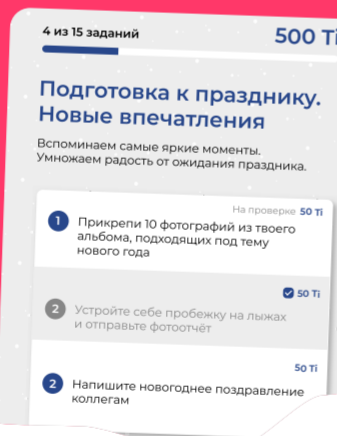 4 из 15 заданий
500 Ti
Подготовка к празднику.
Новые впечатления
Вспоминаем самые яркие моменты.
Умножаем радость от ожидания праздника.
На проверке 50 Ti
1 Прикрепи 10 фотографий из твоего
альбома, подходящих под тему
нового года
50 Ti
2 Устройте себе пробежку на лыжах
и отправьте фотоотчёт
50 Ti
2 Напишите новогоднее поздравление
коллегам